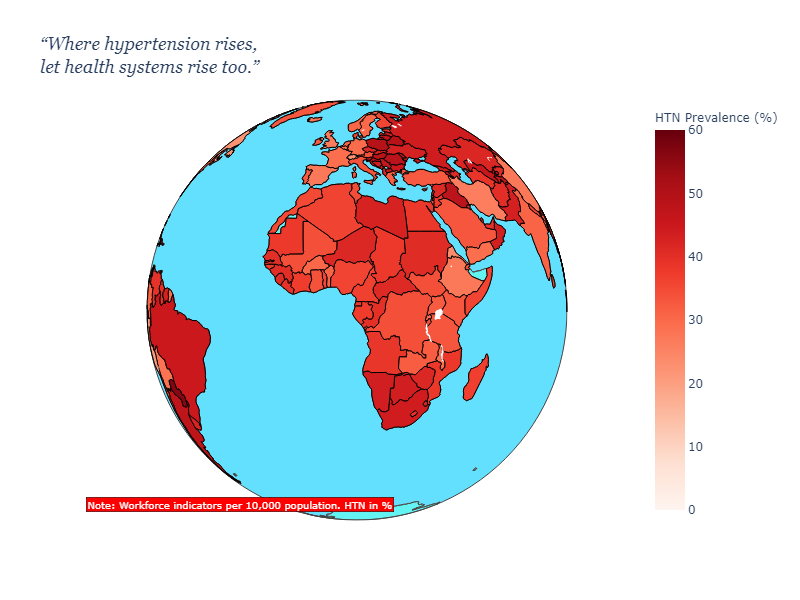 “Where hypertension rises,
let health systems rise too.”
HTN Prevalence (%)
60
50
40
30
20
10
0
Note: Workforce indicators per 10,000 population. HTN in %